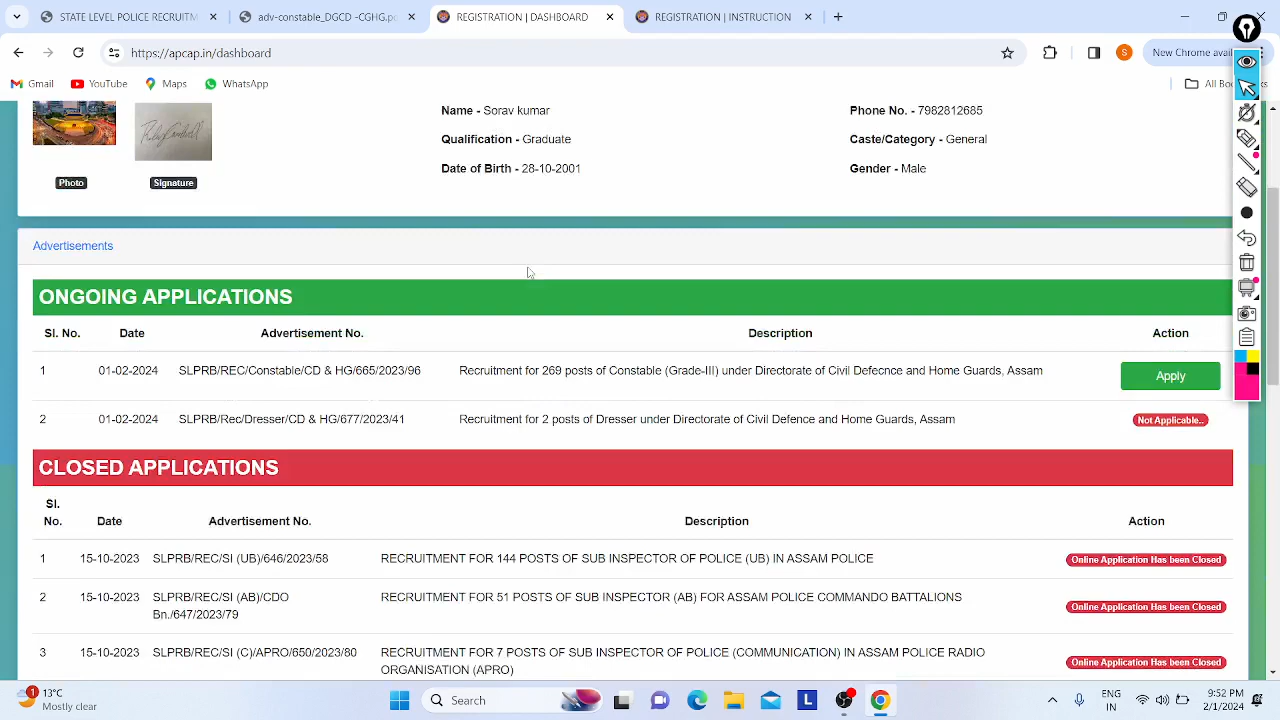 STATE LEVEL POLICE RECRUITM
adv-constable_DGCD -CGHG.pc
REGISTRATION | DASHBOARD
REGISTRATION | INSTRUCTION
https://apcap.in/dashboard
New Chrome avail
Gmail
YouTube
Maps
WhatsApp
All Bo
Name - Sorav kumar
Phone No. - 7982812685
Qualification - Graduate
Caste/Category - General
Date of Birth - 28-10-2001
Gender - Male
Photo
Signature
Advertisements
ONGOING APPLICATIONS
Sl. No. Date Advertisement No. Description Action
1 01-02-2024 SLPRB/REC/Constable/CD & HG/665/2023/96 Recruitment for posts of Constable (Grade-III) under Directorate of Civil Defecnce and Home Guards, Assam Apply
2 01-02-2024 SLPRB/Rec/Dresser/CD & HG/677/2023/41 Recruitment for 2 posts of Dresser under Directorate of Civil Defence and Home Guards, Assam Not Applicable..
CLOSED APPLICATIONS
Sl.
No. Date Advertisement No. Description Action
1 15-10-2023 SLPRB/REC/SI (UB)/646/2023/58 RECRUITMENT FOR 144 POSTS OF SUB INSPECTOR OF POLICE (UB) IN ASSAM POLICE Online Application Has been Closed
2 15-10-2023 SLPRB/REC/SI (AB)/CDO RECRUITMENT FOR 51 POSTS OF SUB INSPECTOR (AB) FOR ASSAM POLICE COMMANDO BATTALIONS Online Application Has been Closed
Bn./647/2023/79
3 15-10-2023 SLPRB/REC/SI (C)/APRO/650/2023/80 RECRUITMENT FOR 7 POSTS OF SUB INSPECTOR OF POLICE (COMMUNICATION) IN ASSAM POLICE RADIO Online Application Has been Closed
ORGANISATION (APRO)
1
13°C
Mostly clear
Search
ENG
IN
9:52 PM
2/1/2024